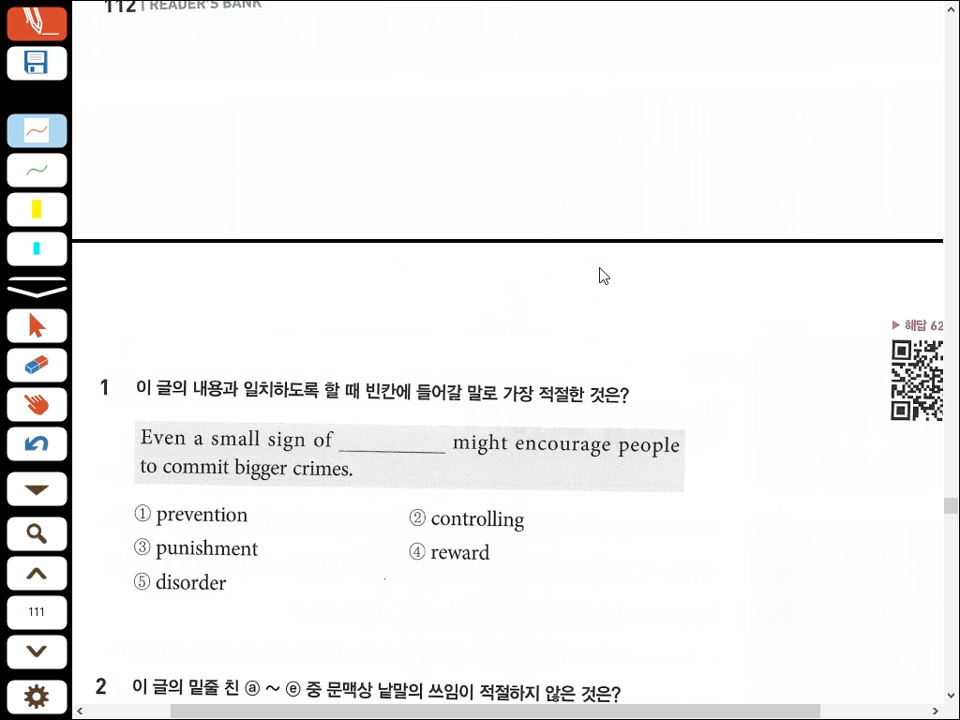 112 | READER'S BANK
▶ 해답 62
1 이 글의 내용과 일치하도록 할 때 빈칸에 들어갈 말로 가장 적절한 것은?
Even a small sign of __________ might encourage people
to commit bigger crimes.
① prevention ② controlling
③ punishment ④ reward
⑤ disorder
111
2 이 글의 밑줄 친 ⓐ ~ ⓔ 중 문맥상 낱말의 쓰임이 적절하지 않은 것은?